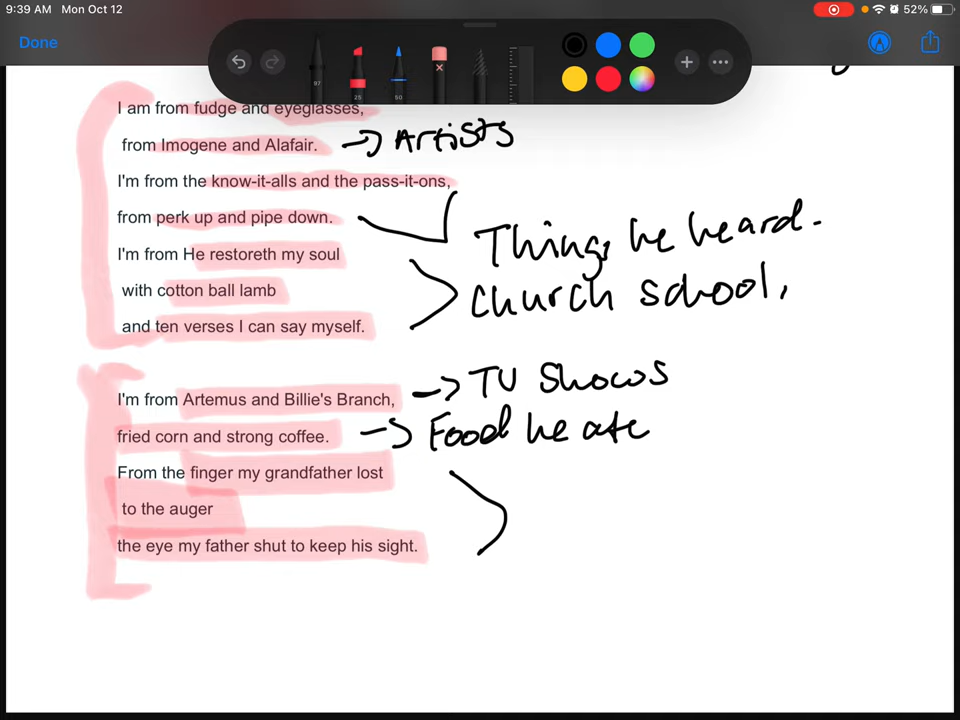 9:39 AM Mon Oct 12 52%
Done
97 25 50
I am from fudge and eyeglasses,
from Imogene and Alafair. → Artists
I'm from the know-it-alls and the pass-it-ons,
from perk up and pipe down.
Things he heard.
I'm from He restoreth my soul
with cotton ball lamb
church school,
and ten verses I can say myself.
I'm from Artemus and Billie's Branch, → TV Shows
fried corn and strong coffee. → Food he ate
From the finger my grandfather lost
to the auger
the eye my father shut to keep his sight.